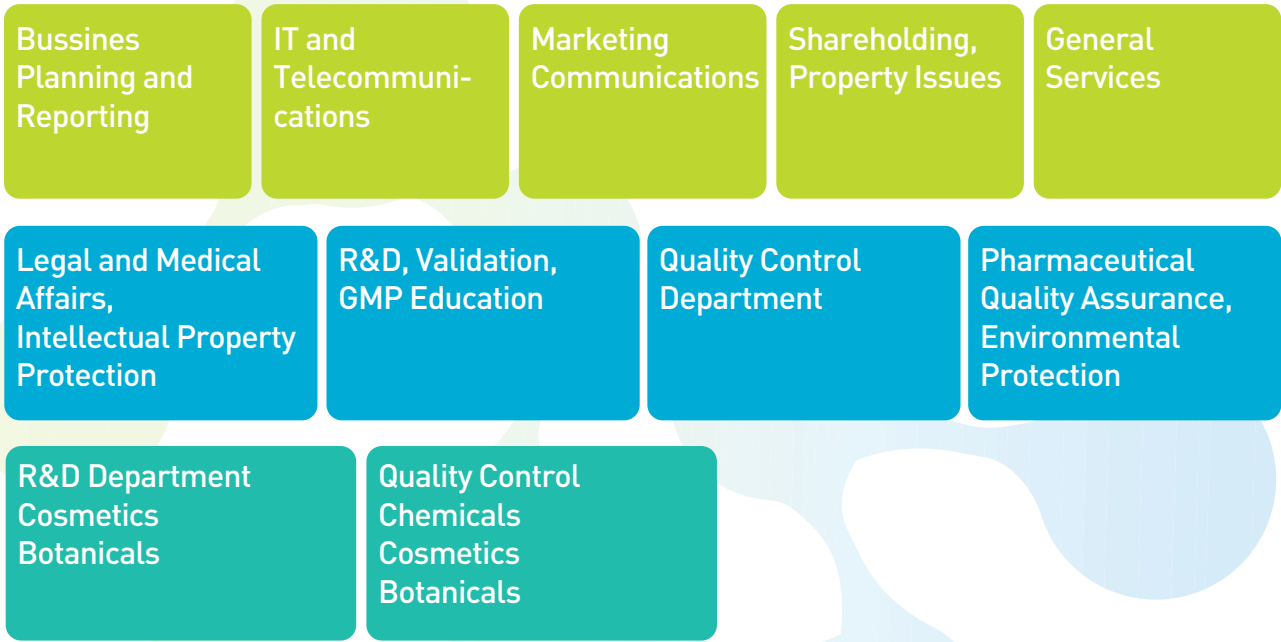 Bussines
Planning and
Reporting
IT and
Telecommuni-
cations
Marketing
Communications
Shareholding,
Property Issues
General
Services
Legal and Medical
Affairs,
Intellectual Property
Protection
R&D, Validation,
GMP Education
Quality Control
Department
Pharmaceutical
Quality Assurance,
Environmental
Protection
R&D Department
Cosmetics
Botanicals
Quality Control
Chemicals
Cosmetics
Botanicals